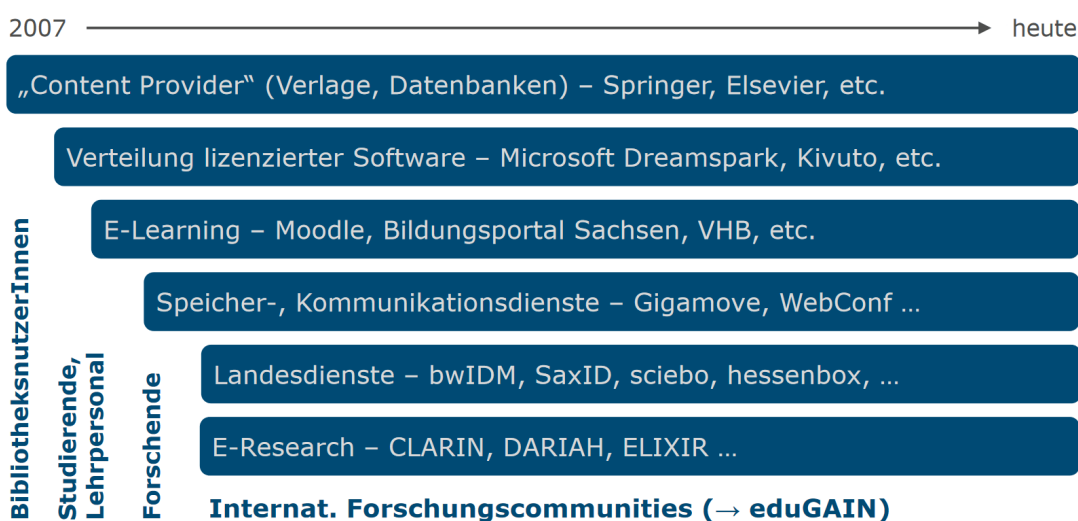 2007 heute
„Content Provider“ (Verlage, Datenbanken) – Springer, Elsevier, etc.
Verteilung lizenzierter Software – Microsoft Dreamspark, Kivuto, etc.
E-Learning – Moodle, Bildungsportal Sachsen, VHB, etc.
Speicher-, Kommunikationsdienste – Gigamove, WebConf ...
Landesdienste – bwIDM, SaxID, sciebo, hessenbox, ...
E-Research – CLARIN, DARIAH, ELIXIR ...
BibliotheksnutzerInnen
Studierende,
Lehrpersonal
Forschende
Internat. Forschungscommunities (→ eduGAIN)